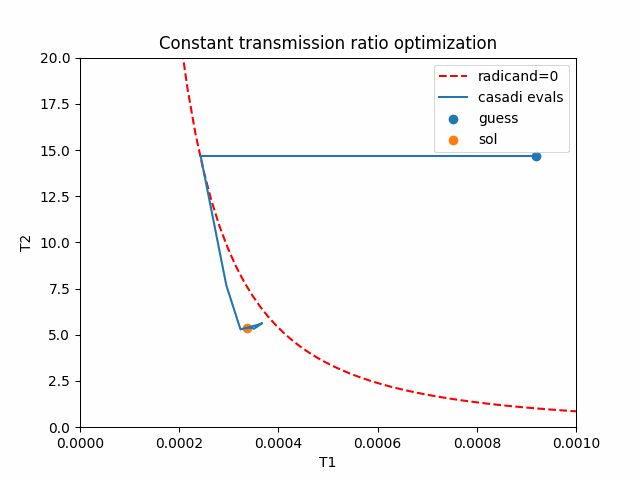 Constant transmission ratio optimization
radicand=0
casadi evals
guess
sol
20.0
17.5
15.0
12.5
10.0
7.5
5.0
2.5
0.0
T2
0.0000 0.0002 0.0004 0.0006 0.0008 0.0010
T1